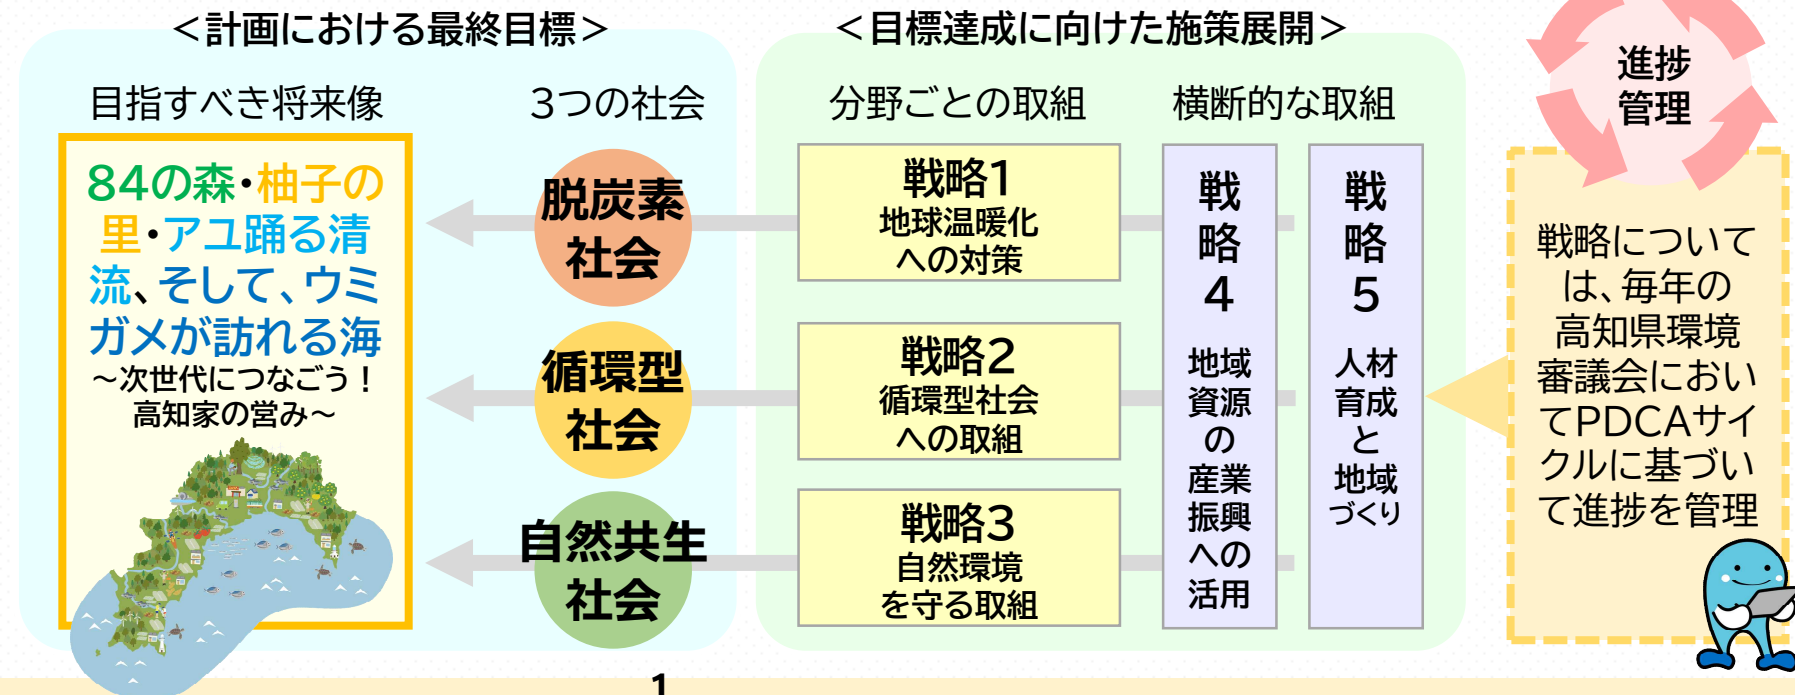 ＜計画における最終目標＞
＜目標達成に向けた施策展開＞
目指すべき将来像
3つの社会
分野ごとの取組
横断的な取組
84の森・柚子の
里・アユ踊る清
流、そして、ウミ
ガメが訪れる海
～次世代につなごう！
高知家の営み～
脱炭素
社会
循環型
社会
自然共生
社会
戦略1
地球温暖化
への対策
戦略2
循環型社会
への取組
戦略3
自然環境
を守る取組
戦
略
4
地域
資源
の
産業
振興
への
活用
戦
略
5
人材
育成
と
地域
づくり
進捗
管理
戦略について
は、毎年の
高知県環境
審議会におい
てPDCAサイ
クルに基づい
て進捗を管理
1